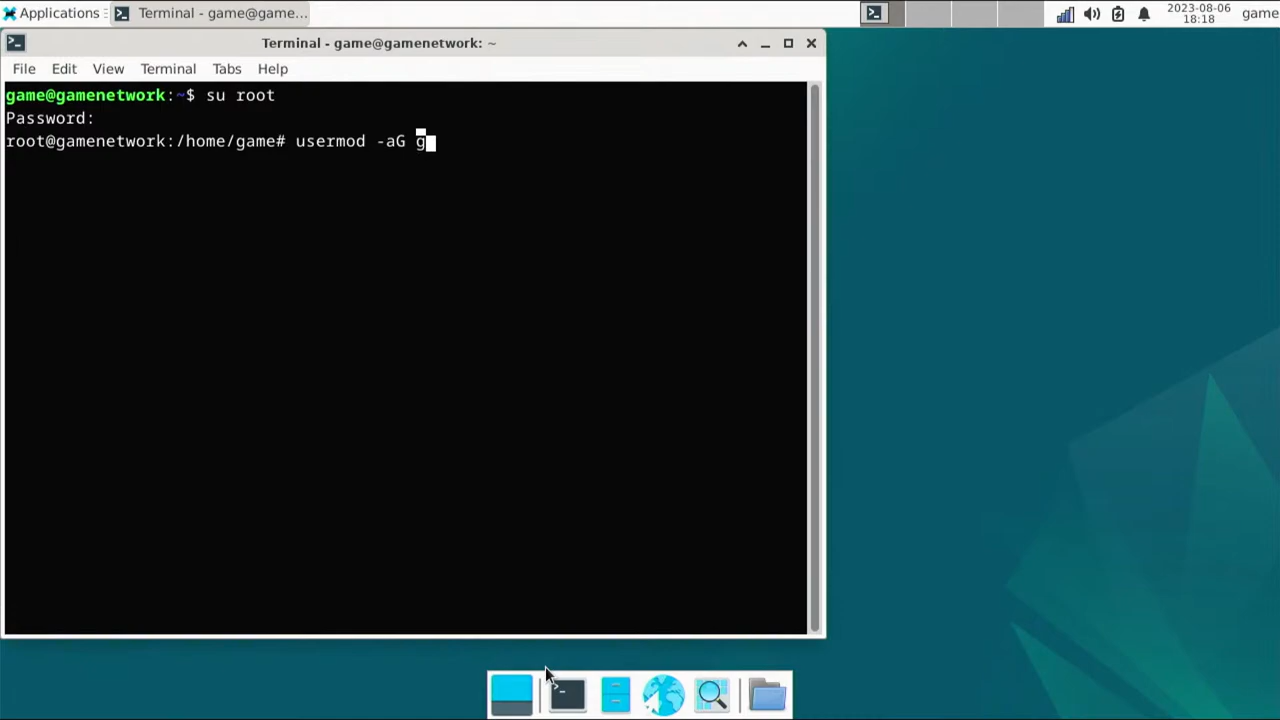 Applications
Terminal - game@game...
2023-08-06
18:18
game
Terminal - game@gamenetwork: ~
File Edit View Terminal Tabs Help
game@gamenetwork:~$ su root
Password:
root@gamenetwork:/home/game# usermod -aG g